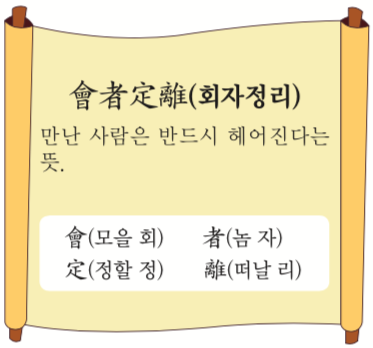 會者定離(회자정리)
만난 사람은 반드시 헤어진다는
뜻.
會(모을 회) 者(놈 자)
定(정할 정) 離(떠날 리)